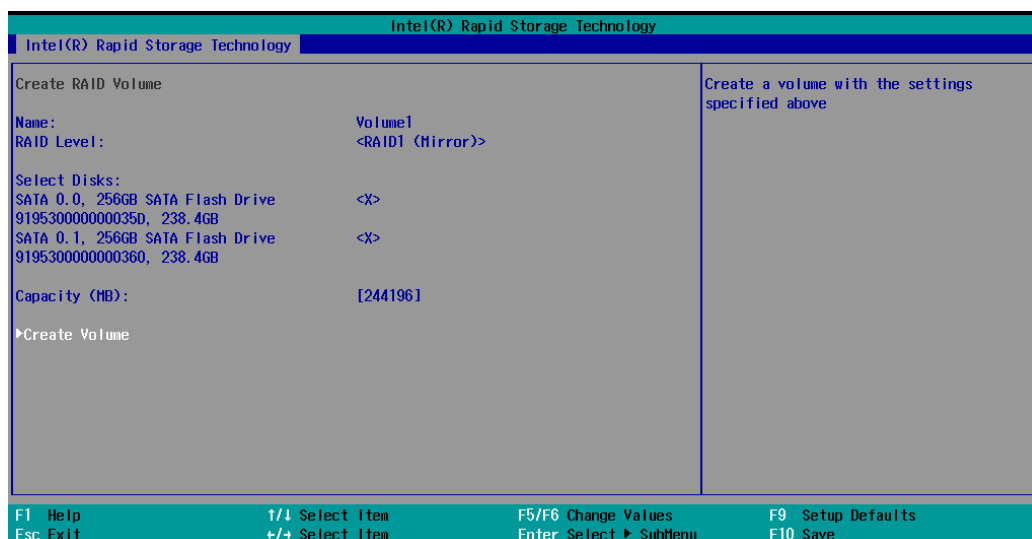 Intel(R) Rapid Storage Technology
Intel(R) Rapid Storage Technology
Create RAID Volume
Name: Volume1
RAID Level: <RAID1 (Mirror)>
Select Disks:
SATA 0.0, 256GB SATA Flash Drive <X>
919530000000035D, 238.4GB
SATA 0.1, 256GB SATA Flash Drive <X>
9195300000000360, 238.4GB
Capacity (MB): [244196]
▶Create Volume
Create a volume with the settings
specified above
F1 Help ↑/↓ Select Item F5/F6 Change Values F9 Setup Defaults
Esc Exit ←/→ Select Item Enter Select ▶ SubMenu F10 Save